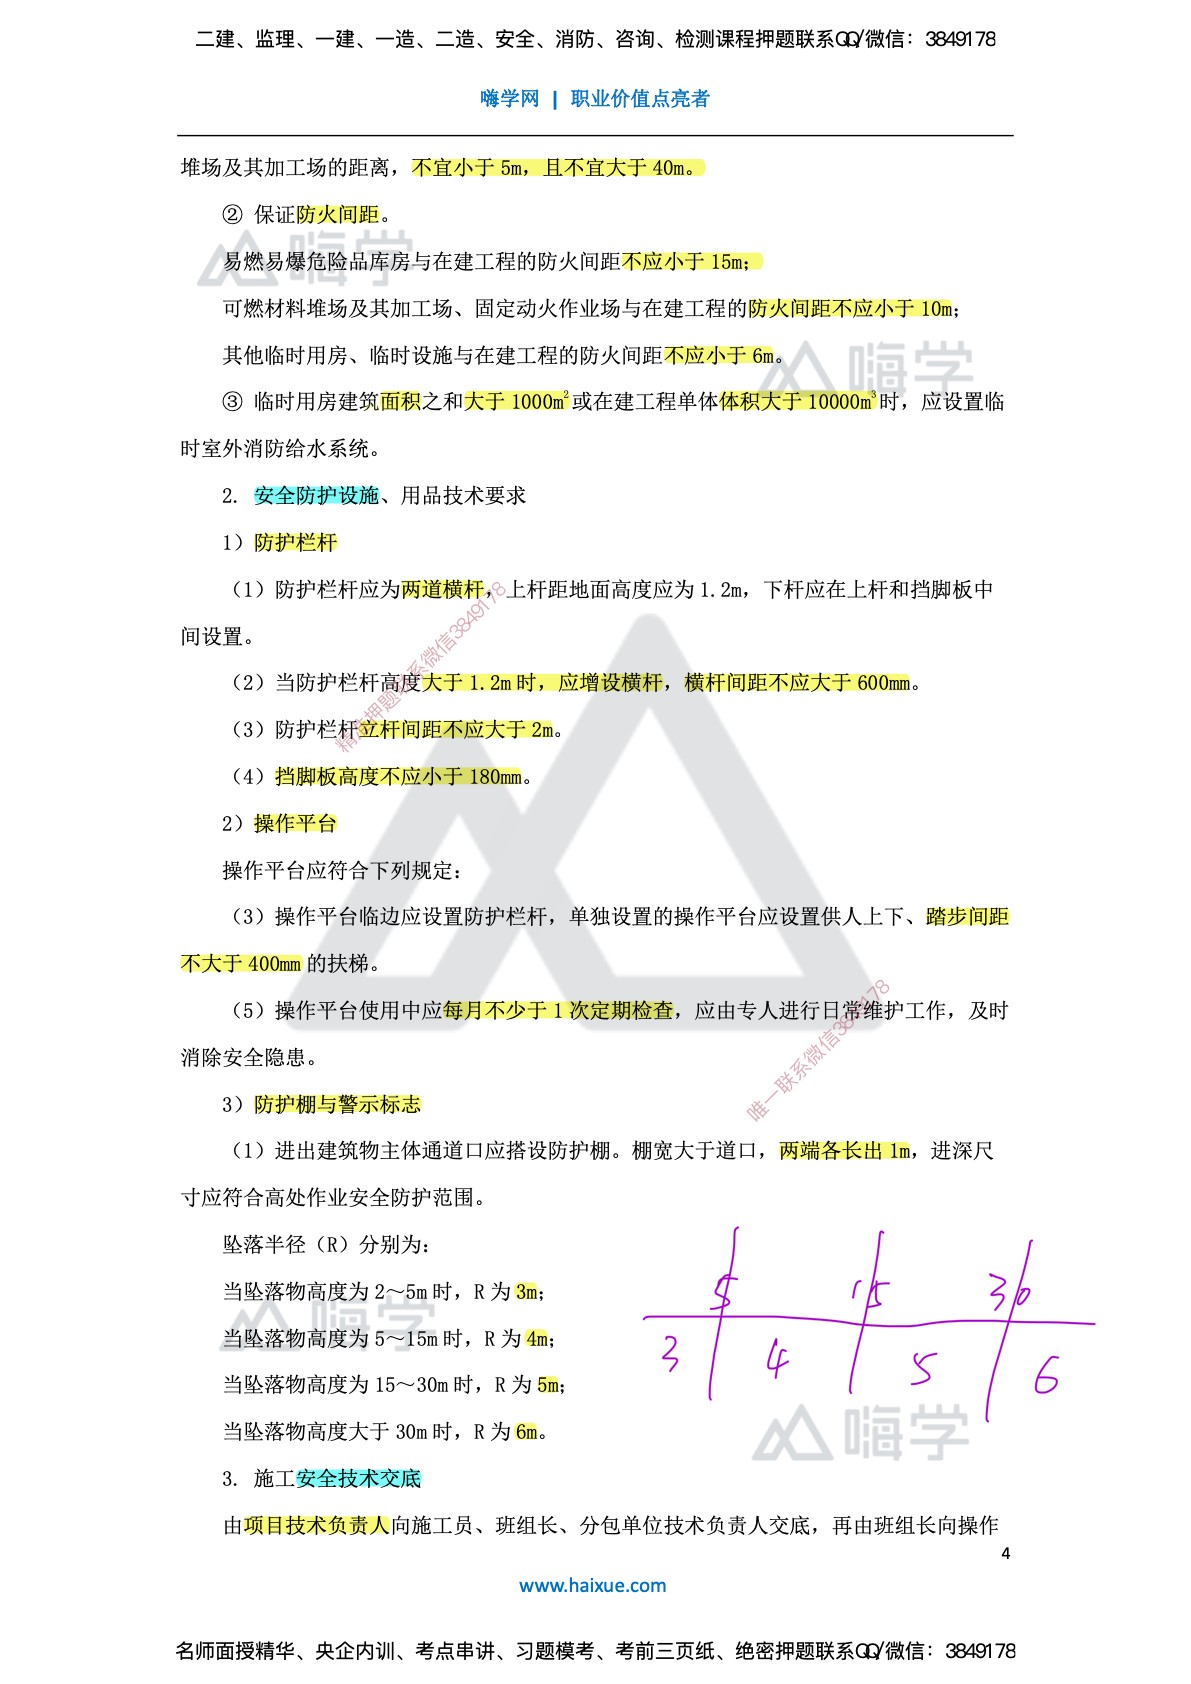 二建、监理、一建、一造、二造、安全、消防、咨询、检测课程押题联系QQ/微信：3849178
嗨学网 | 职业价值点亮者
堆场及其加工场的距离，不宜小于 5m，且不宜大于 40m。
② 保证防火间距。
嗨学
易燃易爆危险品库房与在建工程的防火间距不应小于 15m；
可燃材料堆场及其加工场、固定动火作业场与在建工程的防火间距不应小于 10m；
其他临时用房、临时设施与在建工程的防火间距不应小于 6m。
嗨学
③ 临时用房建筑面积之和大于 1000m²或在建工程单体体积大于 10000m³时，应设置临
时室外消防给水系统。
2. 安全防护设施、用品技术要求
1）防护栏杆
（1）防护栏杆应为两道横杆，上杆距地面高度应为 1.2m，下杆应在上杆和挡脚板中
间设置。
（2）当防护栏杆高度大于 1.2m 时，应增设横杆，横杆间距不应大于 600mm。
精准押题联系微信3849178
（3）防护栏杆立杆间距不应大于 2m。
（4）挡脚板高度不应小于 180mm。
2）操作平台
操作平台应符合下列规定：
（3）操作平台临边应设置防护栏杆，单独设置的操作平台应设置供人上下、踏步间距
不大于 400mm 的扶梯。
（5）操作平台使用中应每月不少于 1 次定期检查，应由专人进行日常维护工作，及时
消除安全隐患。
唯一联系微信3849178
3）防护棚与警示标志
（1）进出建筑物主体通道口应搭设防护棚。棚宽大于道口，两端各长出 1m，进深尺
寸应符合高处作业安全防护范围。
坠落半径（R）分别为：
当坠落物高度为 2～5m 时，R 为 3m；
嗨学
当坠落物高度为 5～15m 时，R 为 4m；
当坠落物高度为 15～30m 时，R 为 5m；
当坠落物高度大于 30m 时，R 为 6m。
5 15 30
3 4 5 6
嗨学
3. 施工安全技术交底
由项目技术负责人向施工员、班组长、分包单位技术负责人交底，再由班组长向操作
4
www.haixue.com
名师面授精华、央企内训、考点串讲、习题模考、考前三页纸、绝密押题联系QQ/微信：3849178